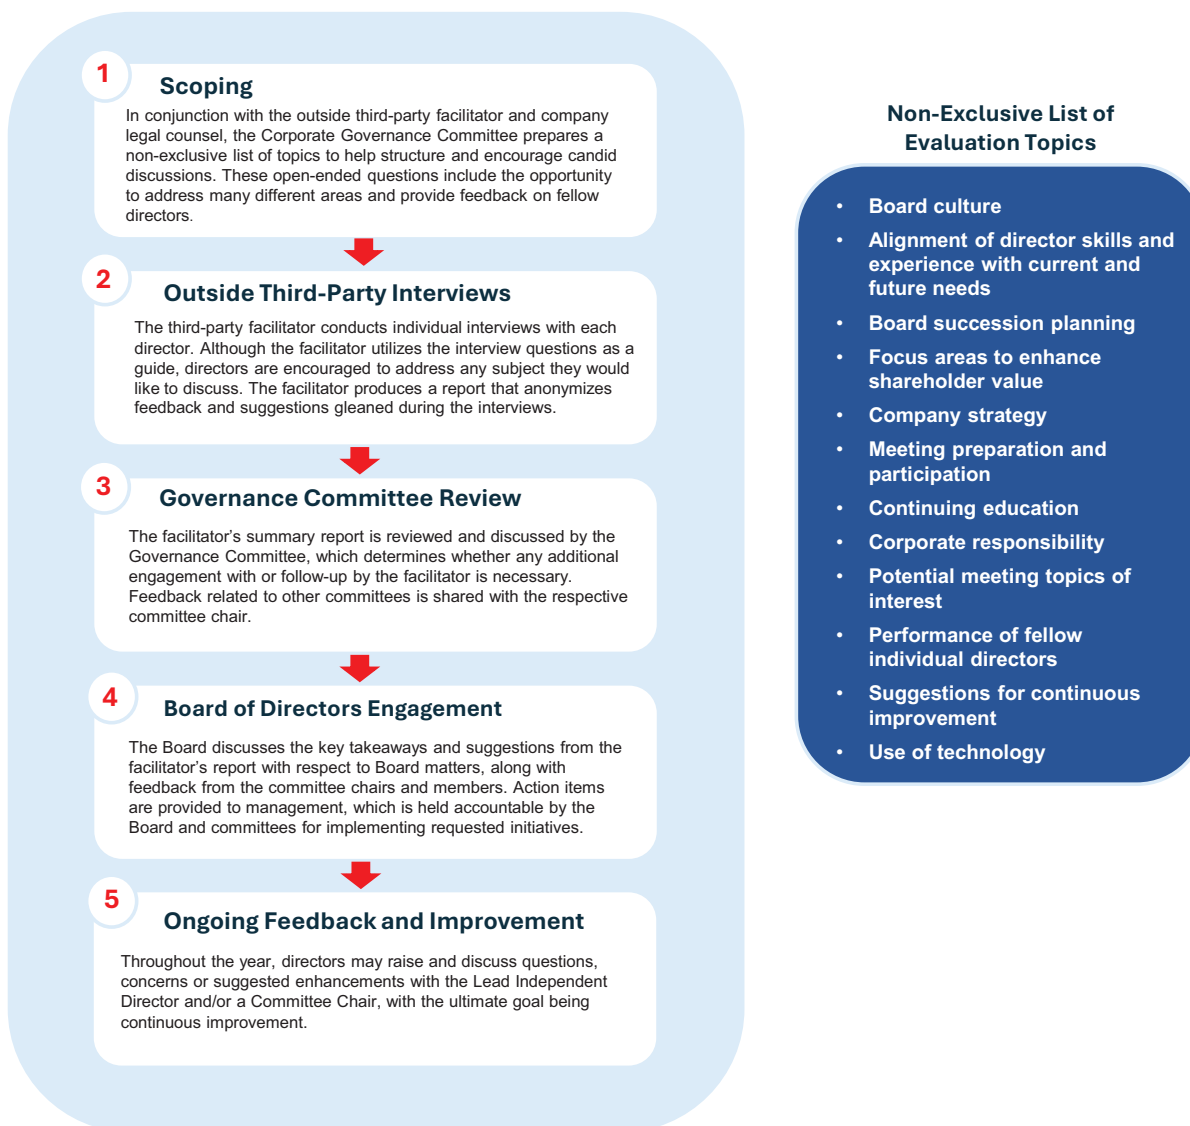 1
Scoping
In conjunction with the outside third-party facilitator and company
legal counsel, the Corporate Governance Committee prepares a
non-exclusive list of topics to help structure and encourage candid
discussions. These open-ended questions include the opportunity
to address many different areas and provide feedback on fellow
directors.
2
Outside Third-Party Interviews
The third-party facilitator conducts individual interviews with each
director. Although the facilitator utilizes the interview questions as a
guide, directors are encouraged to address any subject they would
like to discuss. The facilitator produces a report that anonymizes
feedback and suggestions gleaned during the interviews.
3
Governance Committee Review
The facilitator’s summary report is reviewed and discussed by the
Governance Committee, which determines whether any additional
engagement with or follow-up by the facilitator is necessary.
Feedback related to other committees is shared with the respective
committee chair.
4
Board of Directors Engagement
The Board discusses the key takeaways and suggestions from the
facilitator’s report with respect to Board matters, along with
feedback from the committee chairs and members. Action items
are provided to management, which is held accountable by the
Board and committees for implementing requested initiatives.
5
Ongoing Feedback and Improvement
Throughout the year, directors may raise and discuss questions,
concerns or suggested enhancements with the Lead Independent
Director and/or a Committee Chair, with the ultimate goal being
continuous improvement.
Non-Exclusive List of
Evaluation Topics
• Board culture
• Alignment of director skills and
experience with current and
future needs
• Board succession planning
• Focus areas to enhance
shareholder value
• Company strategy
• Meeting preparation and
participation
• Continuing education
• Corporate responsibility
• Potential meeting topics of
interest
• Performance of fellow
individual directors
• Suggestions for continuous
improvement
• Use of technology